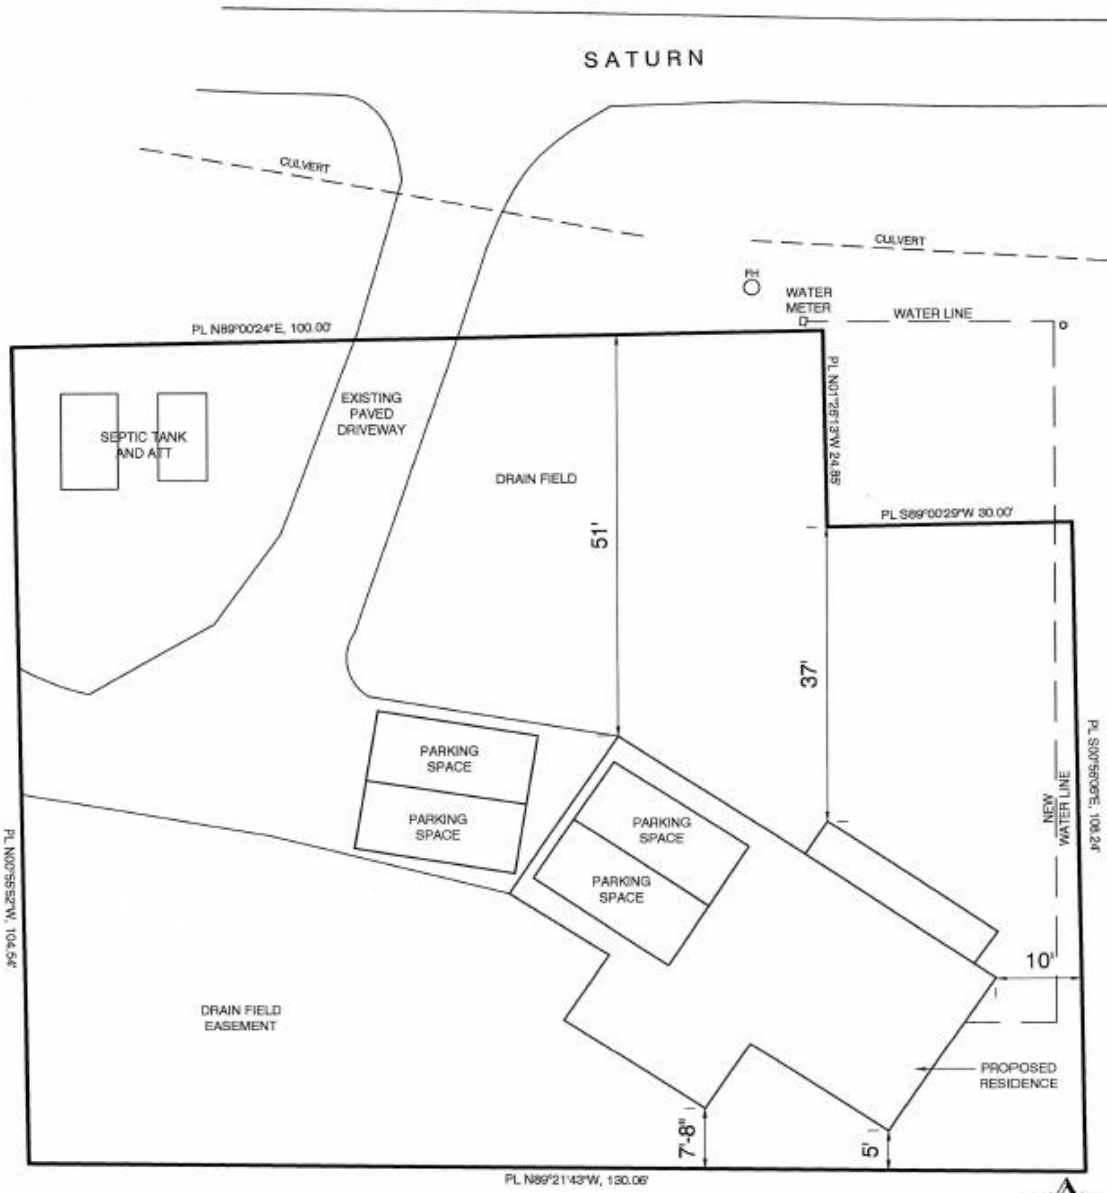 SATURN
CULVERT
CULVERT
FH
WATER
METER
WATER LINE
PL N89°00'24"E, 100.00'
PL N01°26'13"W 24.85'
EXISTING
PAVED
DRIVEWAY
SEPTIC TANK
AND ATT
DRAIN FIELD
PL S89°00'29"W 30.00'
51'
37'
PARKING
SPACE
PARKING
SPACE
PARKING
SPACE
PARKING
SPACE
NEW
WATER LINE
PL S00°56'06"E, 108.24'
PL N00°55'52"W, 104.54'
10'
DRAIN FIELD
EASEMENT
PROPOSED
RESIDENCE
7'-8"
5'
PL N89°21'43"W, 130.06'